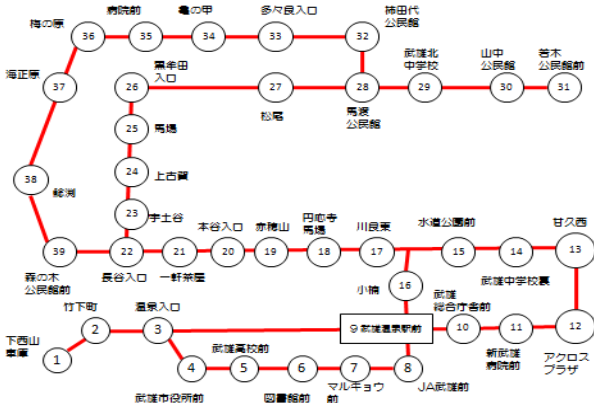 梅の原
病院前
亀の甲
多々良入口
柿田代
公民館
36
35
34
33
32
海正原
37
黒牟田
入口
武雄北
中学校
山中
公民館
若木
公民館前
26
27
28
29
30
31
松尾
馬渡
公民館
25
馬場
24
上古賀
38
23
宇土谷
本谷入口
赤穂山
円応寺
馬場
川良東
水道公園前
甘久西
39
22
21
20
19
18
17
15
14
13
森の木
公民館前
長谷入口
一軒茶屋
小楠
16
武雄中学校裏
竹下町
温泉入口
武雄
総合庁舎前
下西山
車庫
2
3
9 武雄温泉駅前
10
11
12
1
武雄高校前
新武雄
病院前
アクロス
プラザ
4
5
6
7
8
武雄市役所前
図書館前
マルキョウ
前
JA武雄前